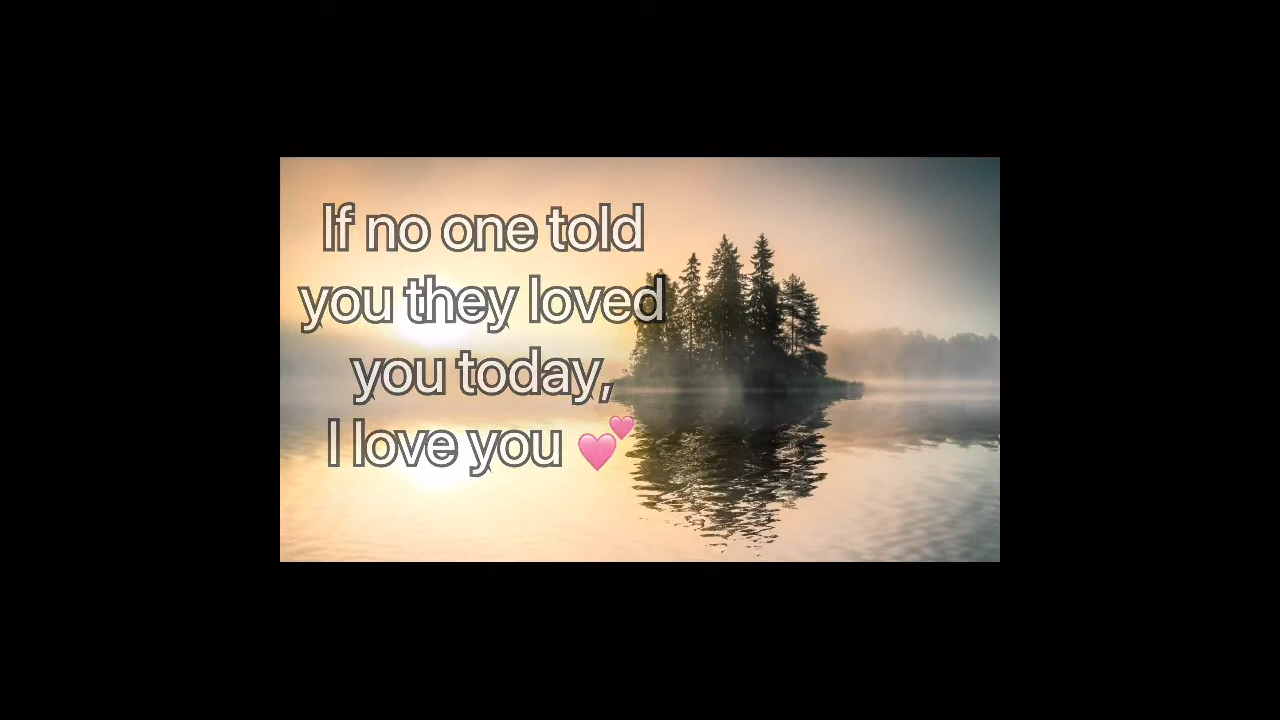 If no one told
you they loved
you today,
I love you 💕